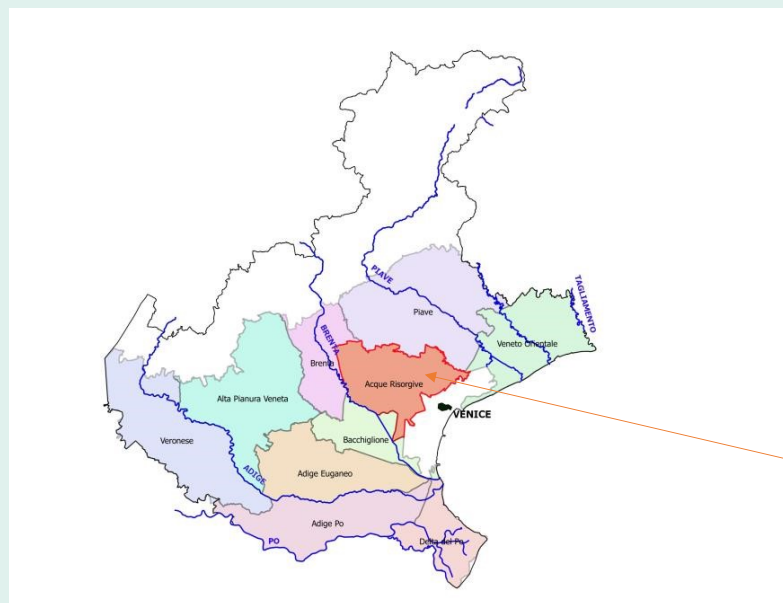 PIAVE
TAGLIAMENTO
Piave
BRENTA
Veneto Orientale
Brenta
Acque Risorgive
Alta Pianura Veneta
VENICE
Veronese
Bacchiglione
ADIGE
Adige Euganeo
Adige Po
PO
Delta del Po